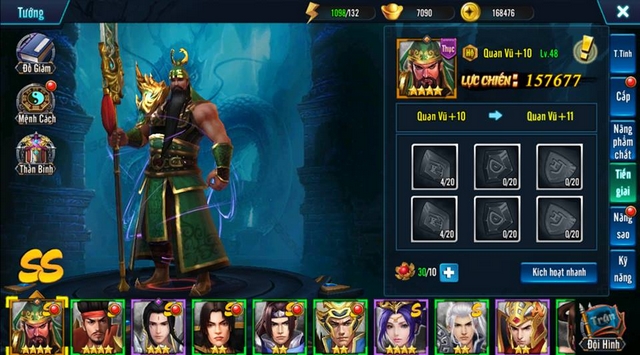 Tướng
1098/132
7090
168476
Đồ Giám
Mệnh Cách
Thần Binh
SS
Thục
Quan Vũ+10 Lv.48
LỰC CHIẾN: 157677
Quan Vũ+10
Quan Vũ+11
4/20
0/20
0/20
4/20
0/20
0/20
30/10
Kích hoạt nhanh
T.Tính
Cấp
Nâng phẩm chất
Tiến giai
Nâng sao
Kỹ năng
S
S
S
S
S
S
Trận
Đội Hình